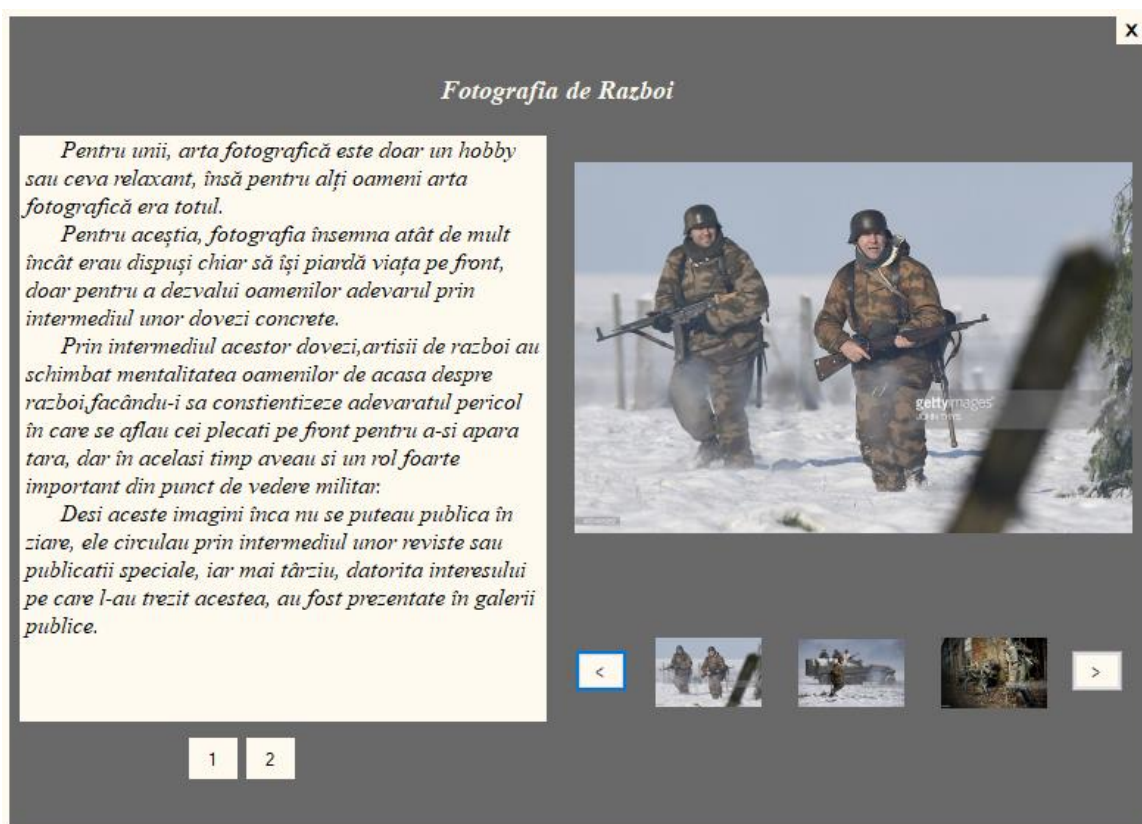 X
Fotografia de Razboi
Pentru unii, arta fotografică este doar un hobby
sau ceva relaxant, însă pentru alți oameni arta
fotografică era totul.
Pentru aceștia, fotografia însemna atât de mult
încât erau dispuși chiar să își piardă viața pe front,
doar pentru a dezvalui oamenilor adevarul prin
intermediul unor dovezi concrete.
Prin intermediul acestor dovezi,artisii de razboi au
schimbat mentalitatea oamenilor de acasa despre
razboi,facându-i sa constientizeze adevaratul pericol
în care se aflau cei plecati pe front pentru a-si apara
tara, dar în acelasi timp aveau si un rol foarte
important din punct de vedere militar.
Desi aceste imagini înca nu se puteau publica în
ziare, ele circulau prin intermediul unor reviste sau
publicatii speciale, iar mai târziu, datorita interesului
pe care l-au trezit acestea, au fost prezentate în galerii
publice.
gettyimages
JOHN THYS
< >
1 2